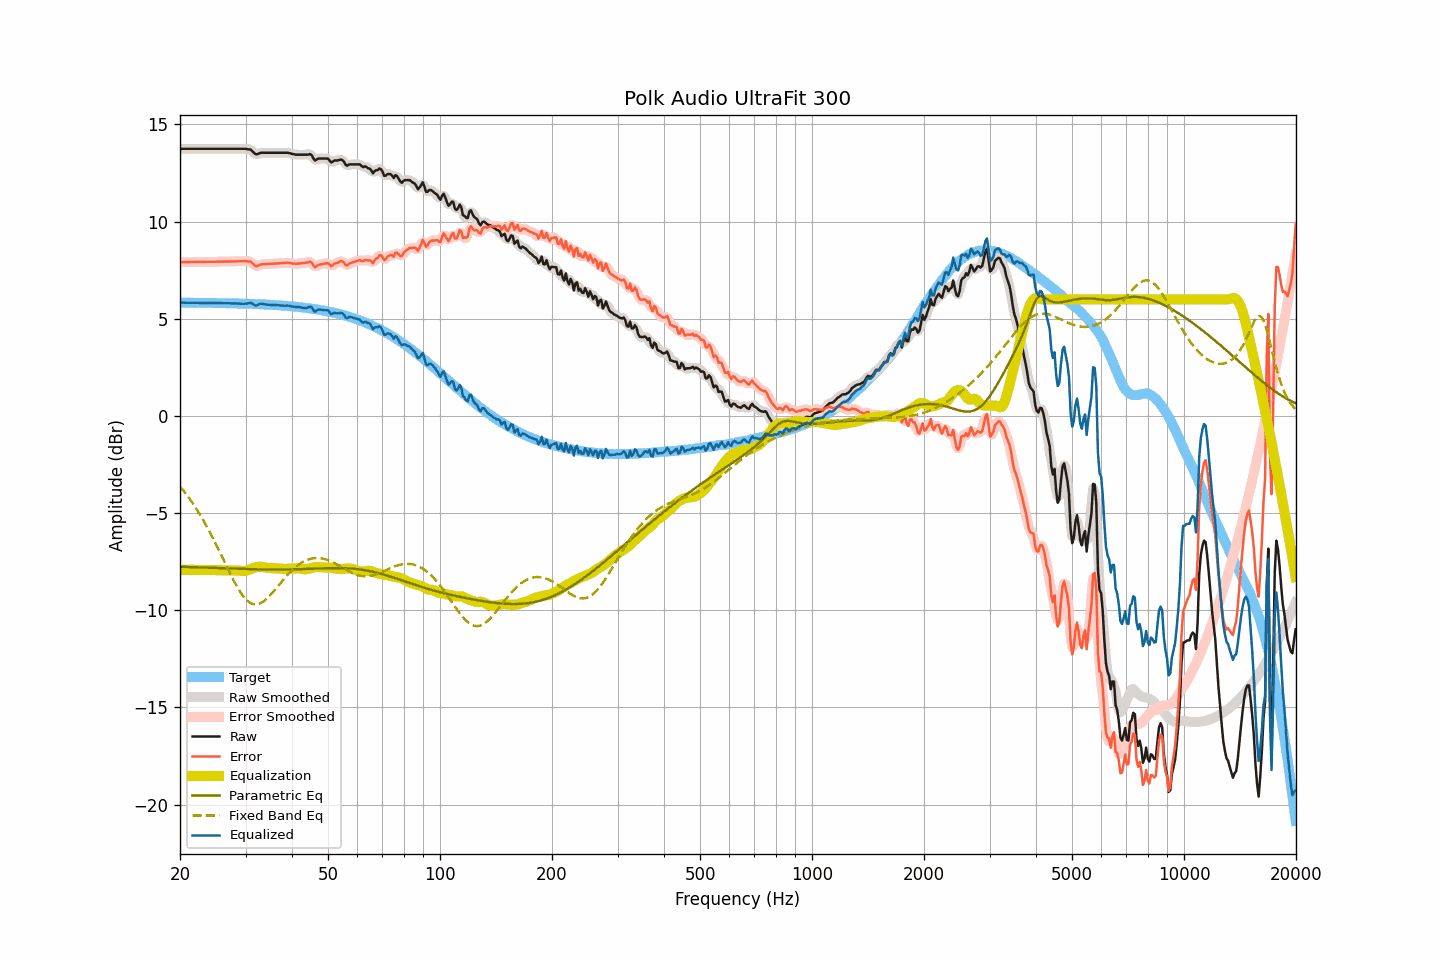 Polk Audio UltraFit 300
15
10
5
0
−5
−10
−15
−20
Amplitude (dBr)
Target
Raw Smoothed
Error Smoothed
Raw
Error
Equalization
Parametric Eq
Fixed Band Eq
Equalized
20 50 100 200 500 1000 2000 5000 10000 20000
Frequency (Hz)